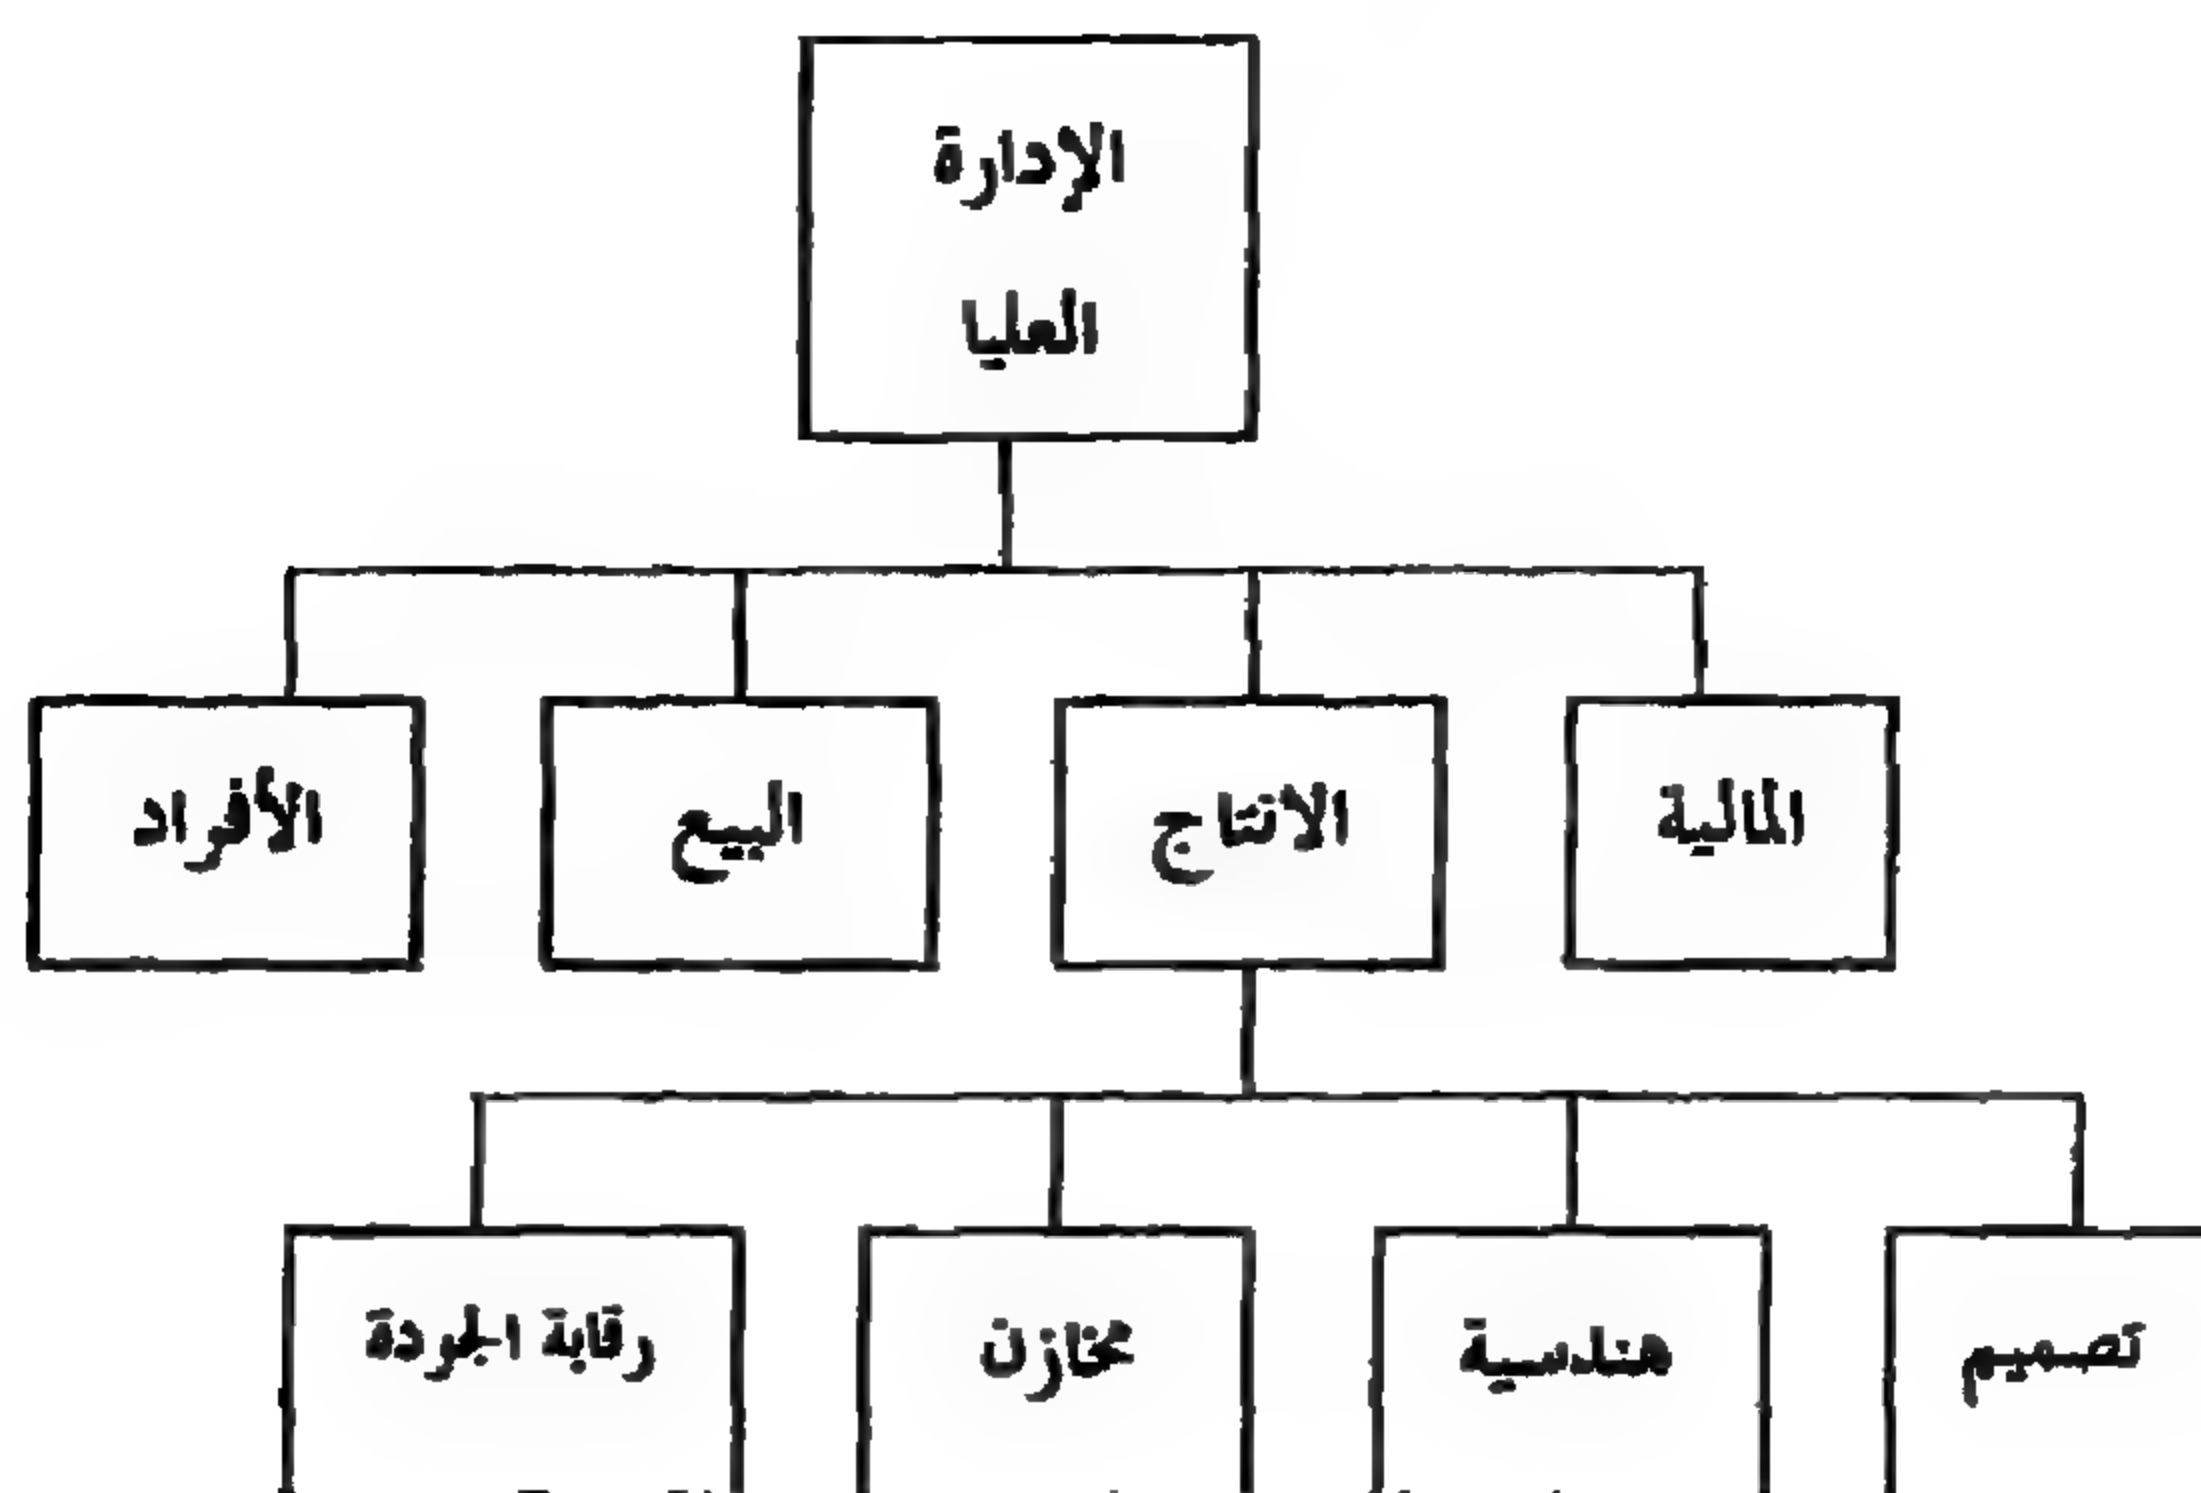 الإدارة
العليا
المالية
الانتاج
البيع
الأفراد
تصميم
هندسية
مخازن
رقابة الجودة